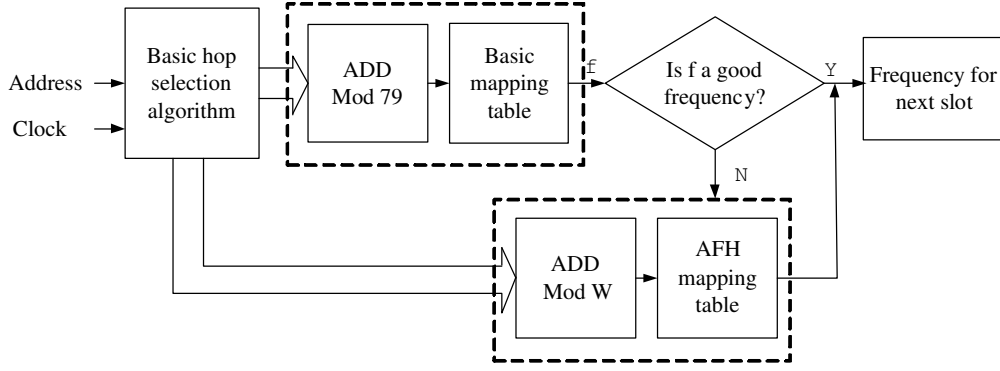 Address
Clock
Basic hop
selection
algorithm
ADD
Mod 79
Basic
mapping
table
f
Is f a good
frequency?
Y
Frequency for
next slot
N
ADD
Mod W
AFH
mapping
table